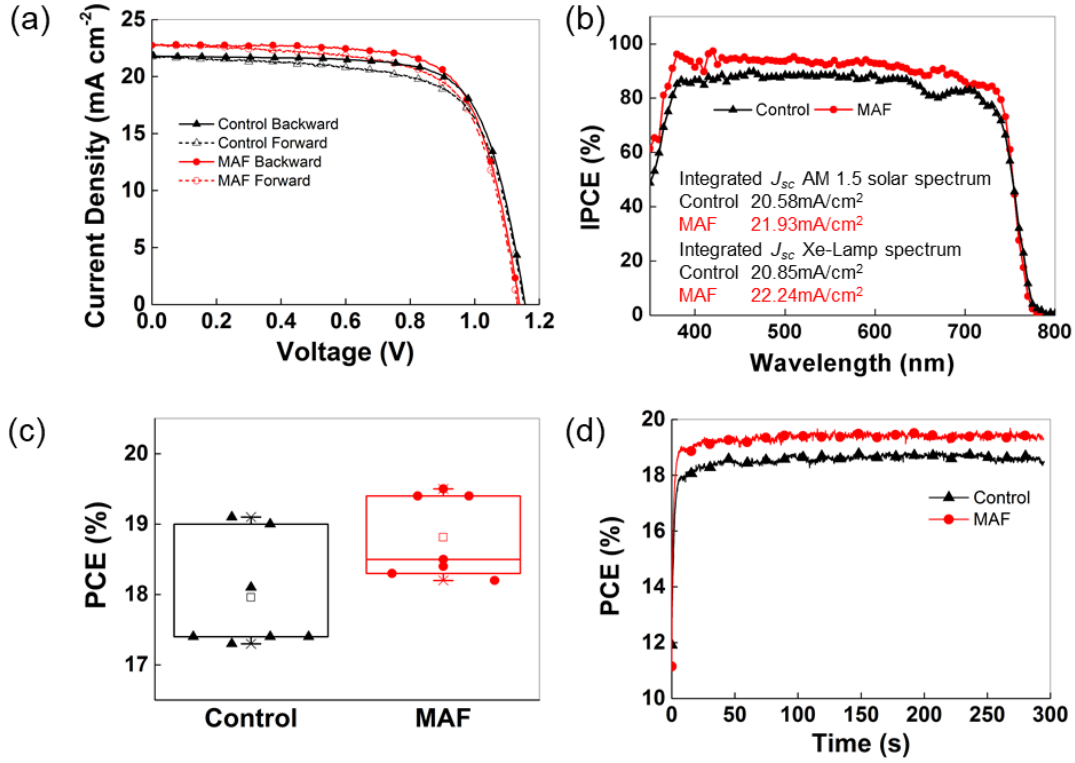 (a)
Current Density (mA cm-2)
25
20
15
10
5
0
Control Backward
Control Forward
MAF Backward
MAF Forward
0.0 0.2 0.4 0.6 0.8 1.0 1.2
Voltage (V)
(b)
IPCE (%)
100
80
60
40
20
0
Control MAF
Integrated Jsc AM 1.5 solar spectrum
Control 20.58mA/cm2
MAF 21.93mA/cm2
Integrated Jsc Xe-Lamp spectrum
Control 20.85mA/cm2
MAF 22.24mA/cm2
400 500 600 700 800
Wavelength (nm)
(c)
PCE (%)
20
19
18
17
Control MAF
(d)
PCE (%)
20
18
16
14
12
10
Control
MAF
0 50 100 150 200 250 300
Time (s)